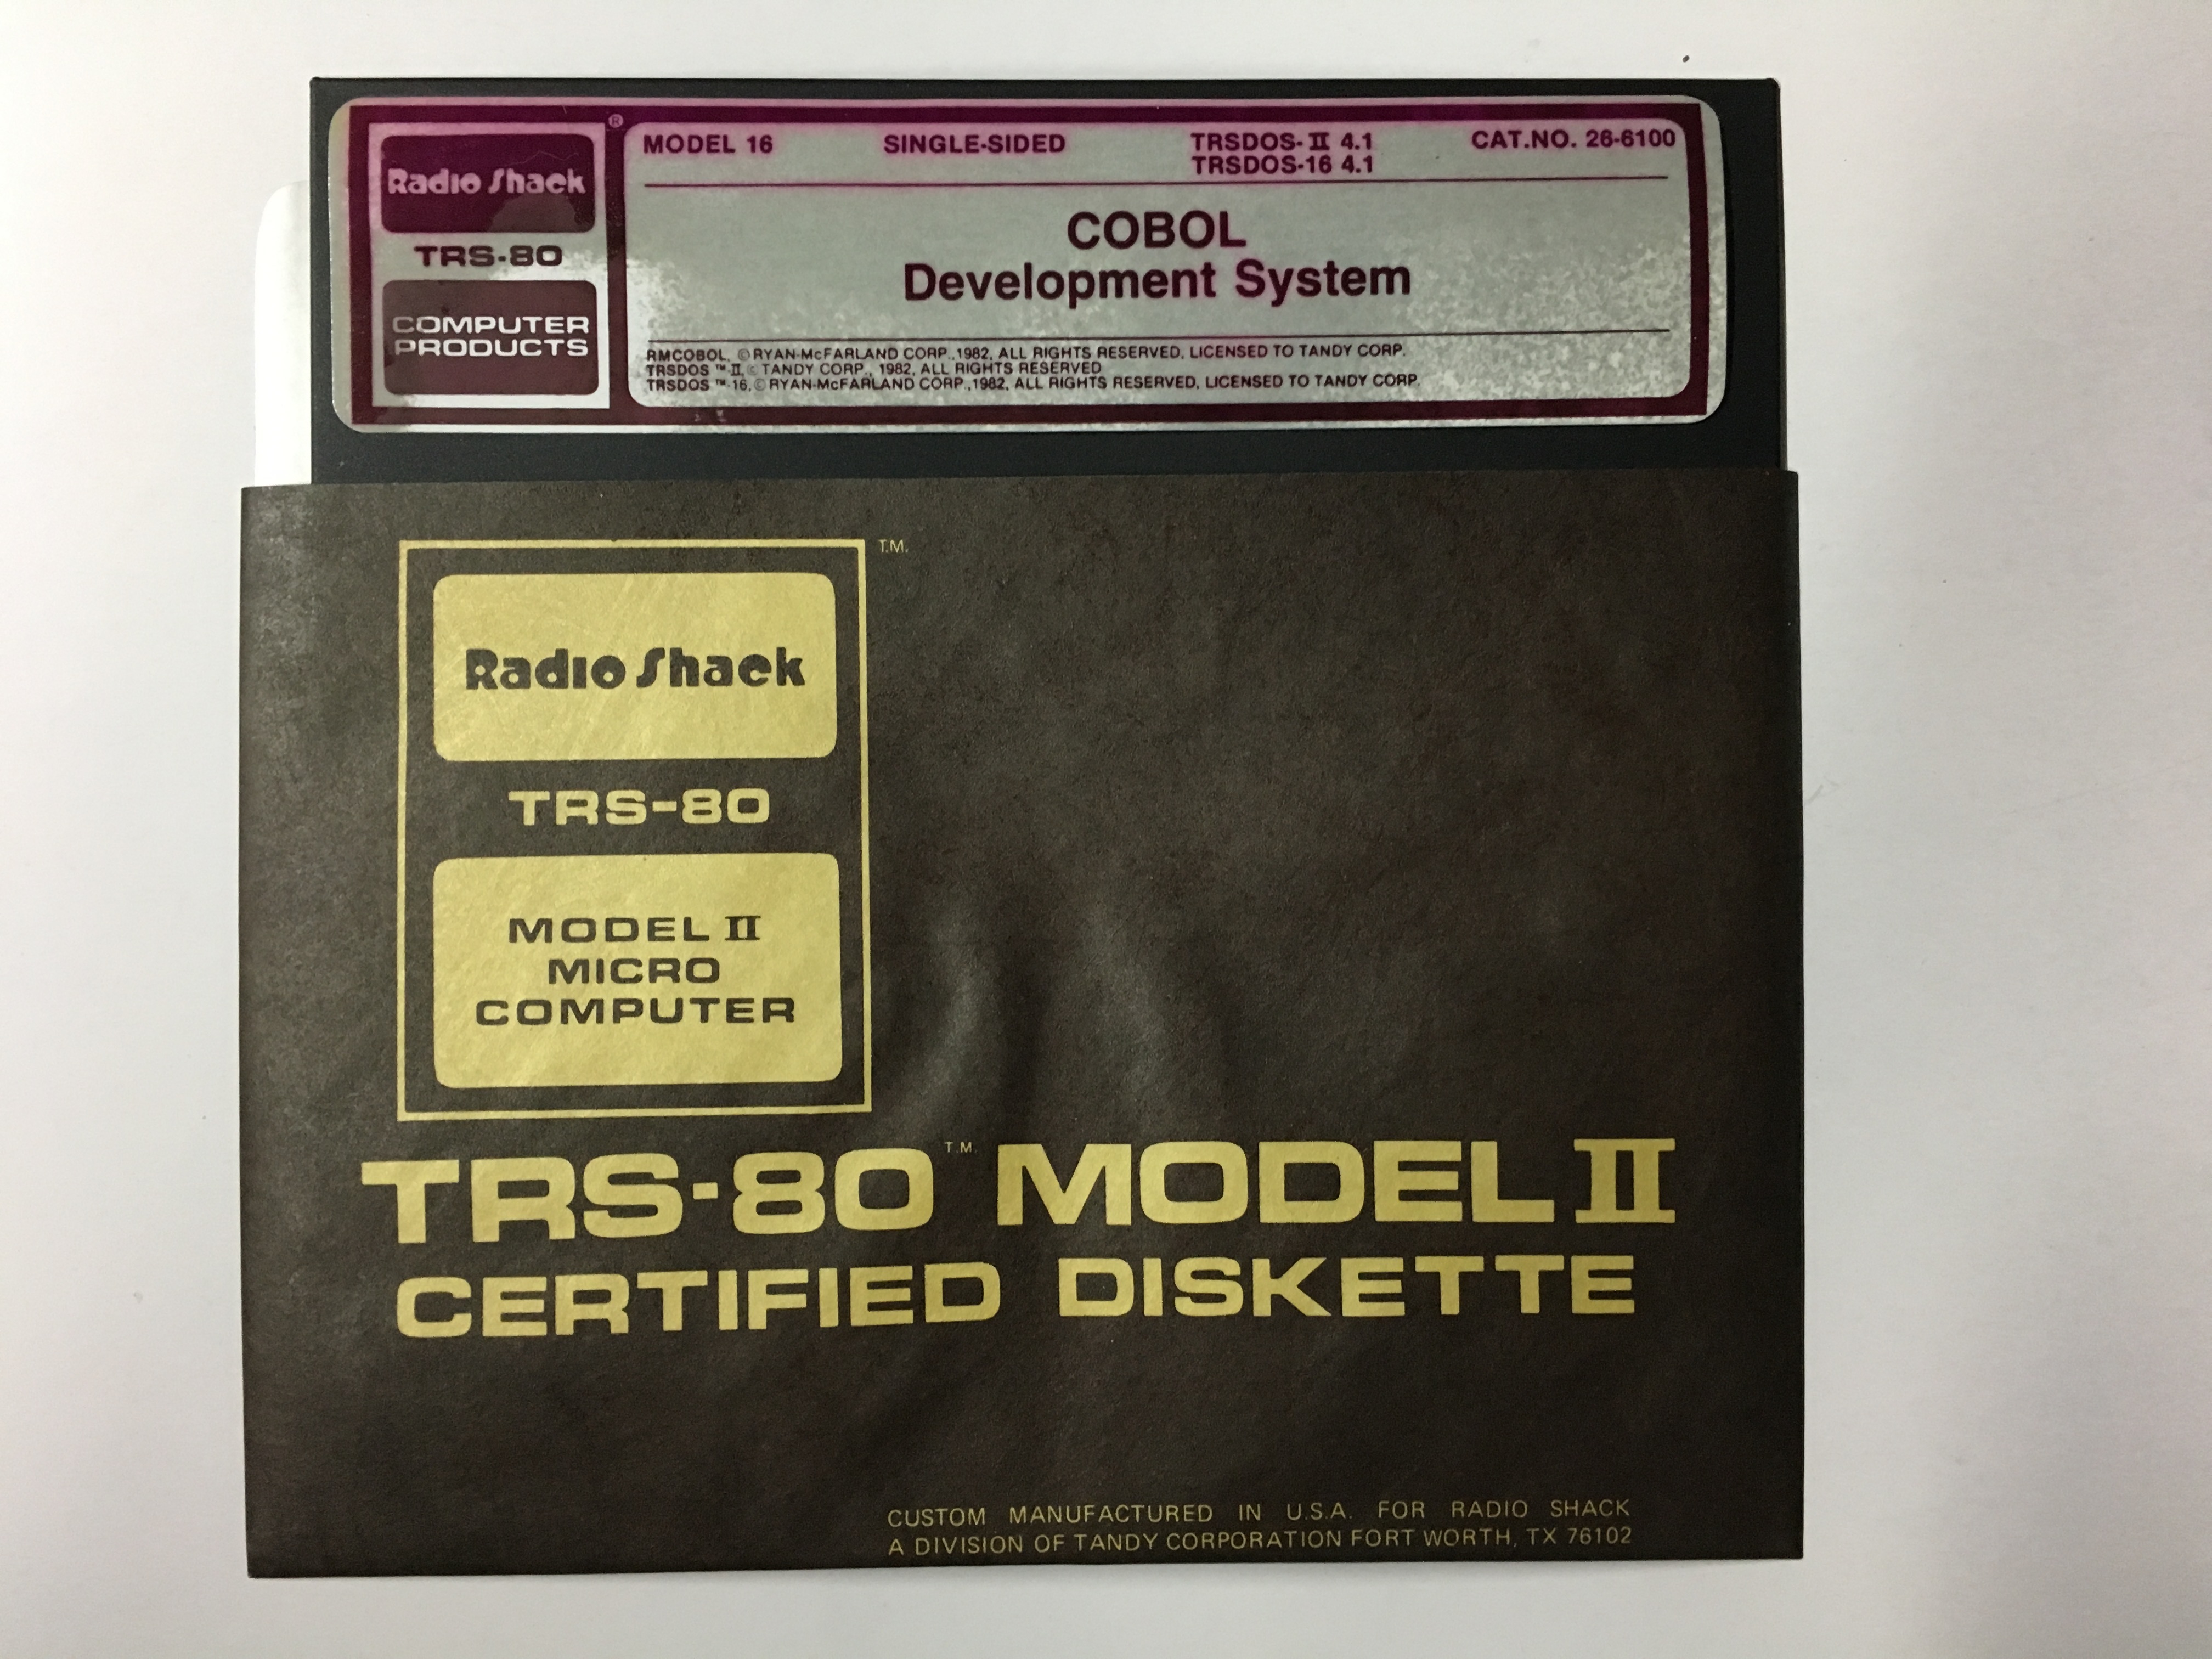 Radio Shack
TRS-80
COMPUTER
PRODUCTS
®
MODEL 16 SINGLE-SIDED TRSDOS-II 4.1 CAT.NO. 26-6100
TRSDOS-16 4.1
COBOL
Development System
RMCOBOL, ©RYAN-McFARLAND CORP.,1982, ALL RIGHTS RESERVED, LICENSED TO TANDY CORP.
TRSDOS ™-II, © TANDY CORP., 1982, ALL RIGHTS RESERVED
TRSDOS ™-16, © RYAN-McFARLAND CORP.,1982, ALL RIGHTS RESERVED, LICENSED TO TANDY CORP.
T.M.
Radio Shack
TRS-80
MODEL II
MICRO
COMPUTER
TRS-80 T.M. MODEL II
CERTIFIED DISKETTE
CUSTOM MANUFACTURED IN U.S.A. FOR RADIO SHACK
A DIVISION OF TANDY CORPORATION FORT WORTH, TX 76102